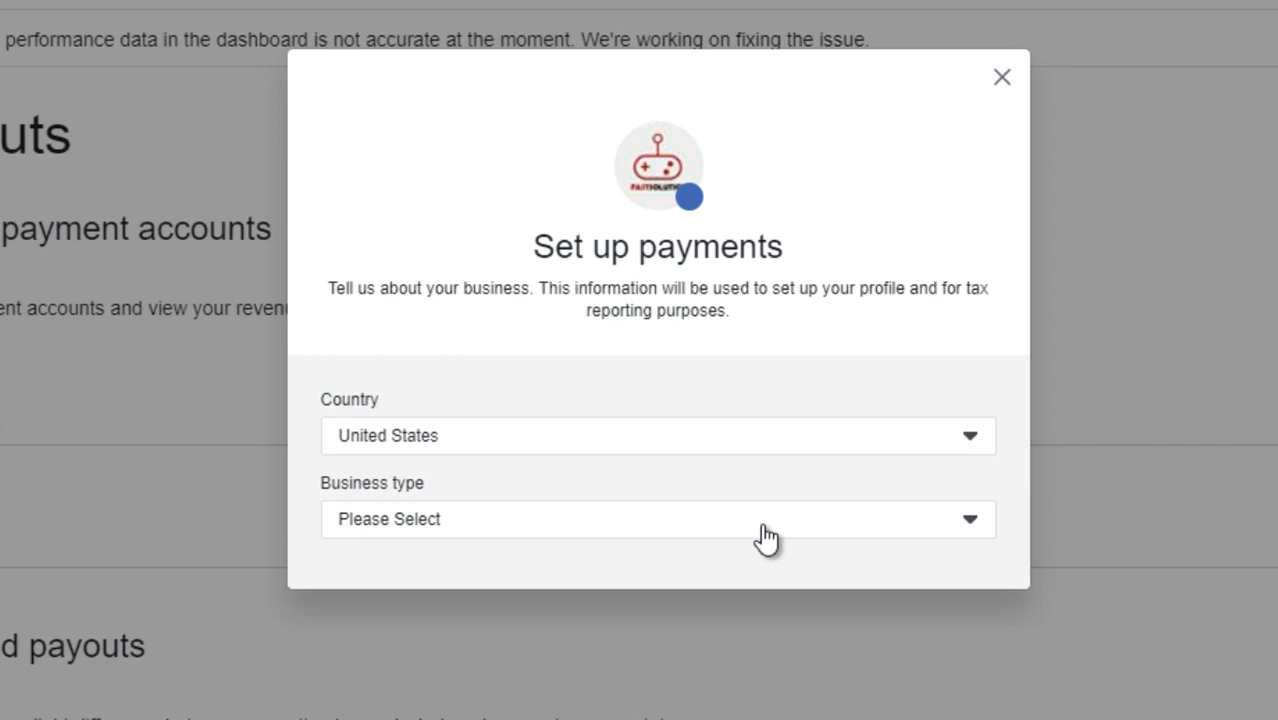 performance data in the dashboard is not accurate at the moment. We're working on fixing the issue.
uts
payment accounts
ent accounts and view your reven
Set up payments
Tell us about your business. This information will be used to set up your profile and for tax
reporting purposes.
Country
United States
Business type
Please Select
d payouts